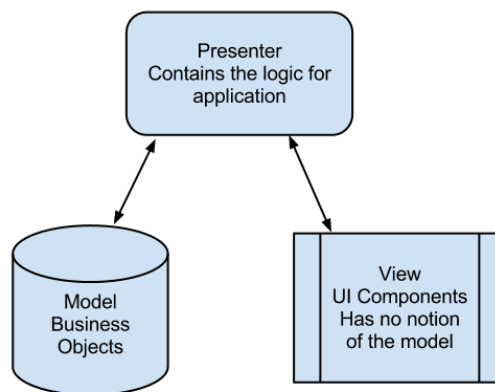 Presenter
Contains the logic for
application
Model
Business
Objects
View
UI Components
Has no notion
of the model